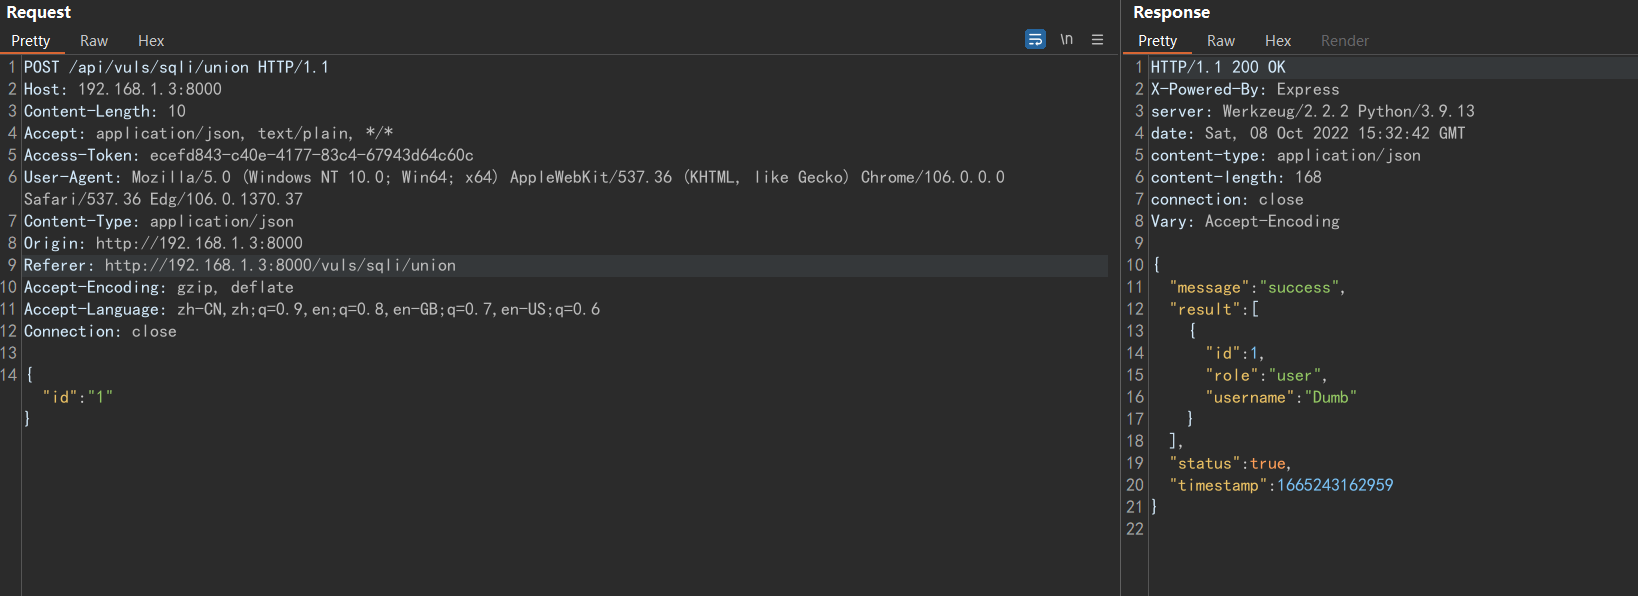 Request
Pretty Raw Hex
\n
1 POST /api/vuls/sqli/union HTTP/1.1
2 Host: 192.168.1.3:8000
3 Content-Length: 10
4 Accept: application/json, text/plain, */*
5 Access-Token: ecefd843-c40e-4177-83c4-67943d64c60c
6 User-Agent: Mozilla/5.0 (Windows NT 10.0; Win64; x64) AppleWebKit/537.36 (KHTML, like Gecko) Chrome/106.0.0.0
Safari/537.36 Edg/106.0.1370.37
7 Content-Type: application/json
8 Origin: http://192.168.1.3:8000
9 Referer: http://192.168.1.3:8000/vuls/sqli/union
10 Accept-Encoding: gzip, deflate
11 Accept-Language: zh-CN,zh;q=0.9,en;q=0.8,en-GB;q=0.7,en-US;q=0.6
12 Connection: close
13
14 {
"id":"1"
}
Response
Pretty Raw Hex Render
1 HTTP/1.1 200 OK
2 X-Powered-By: Express
3 server: Werkzeug/2.2.2 Python/3.9.13
4 date: Sat, 08 Oct 2022 15:32:42 GMT
5 content-type: application/json
6 content-length: 168
7 connection: close
8 Vary: Accept-Encoding
9
10 {
11 "message":"success",
12 "result":[
13 {
14 "id":1,
15 "role":"user",
16 "username":"Dumb"
17 }
18 ],
19 "status":true,
20 "timestamp":1665243162959
21 }
22